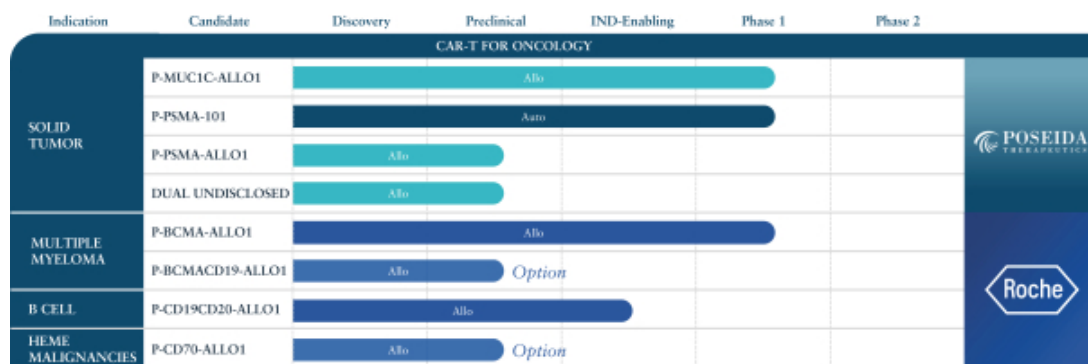 Indication Candidate Discovery Preclinical IND-Enabling Phase 1 Phase 2
CAR-T FOR ONCOLOGY
SOLID
TUMOR
P-MUC1C-ALLO1 Allo
P-PSMA-101 Auto
P-PSMA-ALLO1 Allo
DUAL UNDISCLOSED Allo
POSEIDA
THERAPEUTICS
MULTIPLE
MYELOMA
P-BCMA-ALLO1 Allo
P-BCMACD19-ALLO1 Allo Option
Roche
B CELL
P-CD19CD20-ALLO1 Allo
HEME
MALIGNANCIES
P-CD70-ALLO1 Allo Option